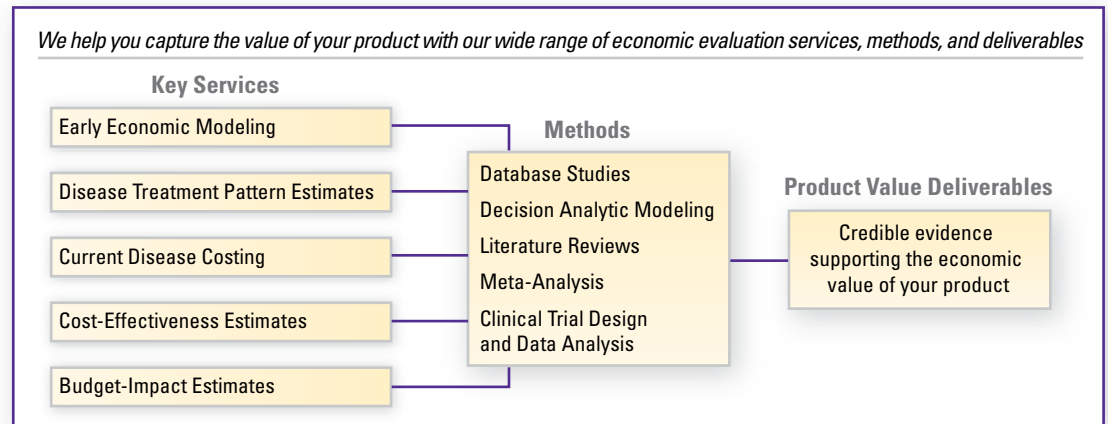 We help you capture the value of your product with our wide range of economic evaluation services, methods, and deliverables
Key Services
Early Economic Modeling
Disease Treatment Pattern Estimates
Current Disease Costing
Cost-Effectiveness Estimates
Budget-Impact Estimates
Methods
Database Studies
Decision Analytic Modeling
Literature Reviews
Meta-Analysis
Clinical Trial Design
and Data Analysis
Product Value Deliverables
Credible evidence
supporting the economic
value of your product